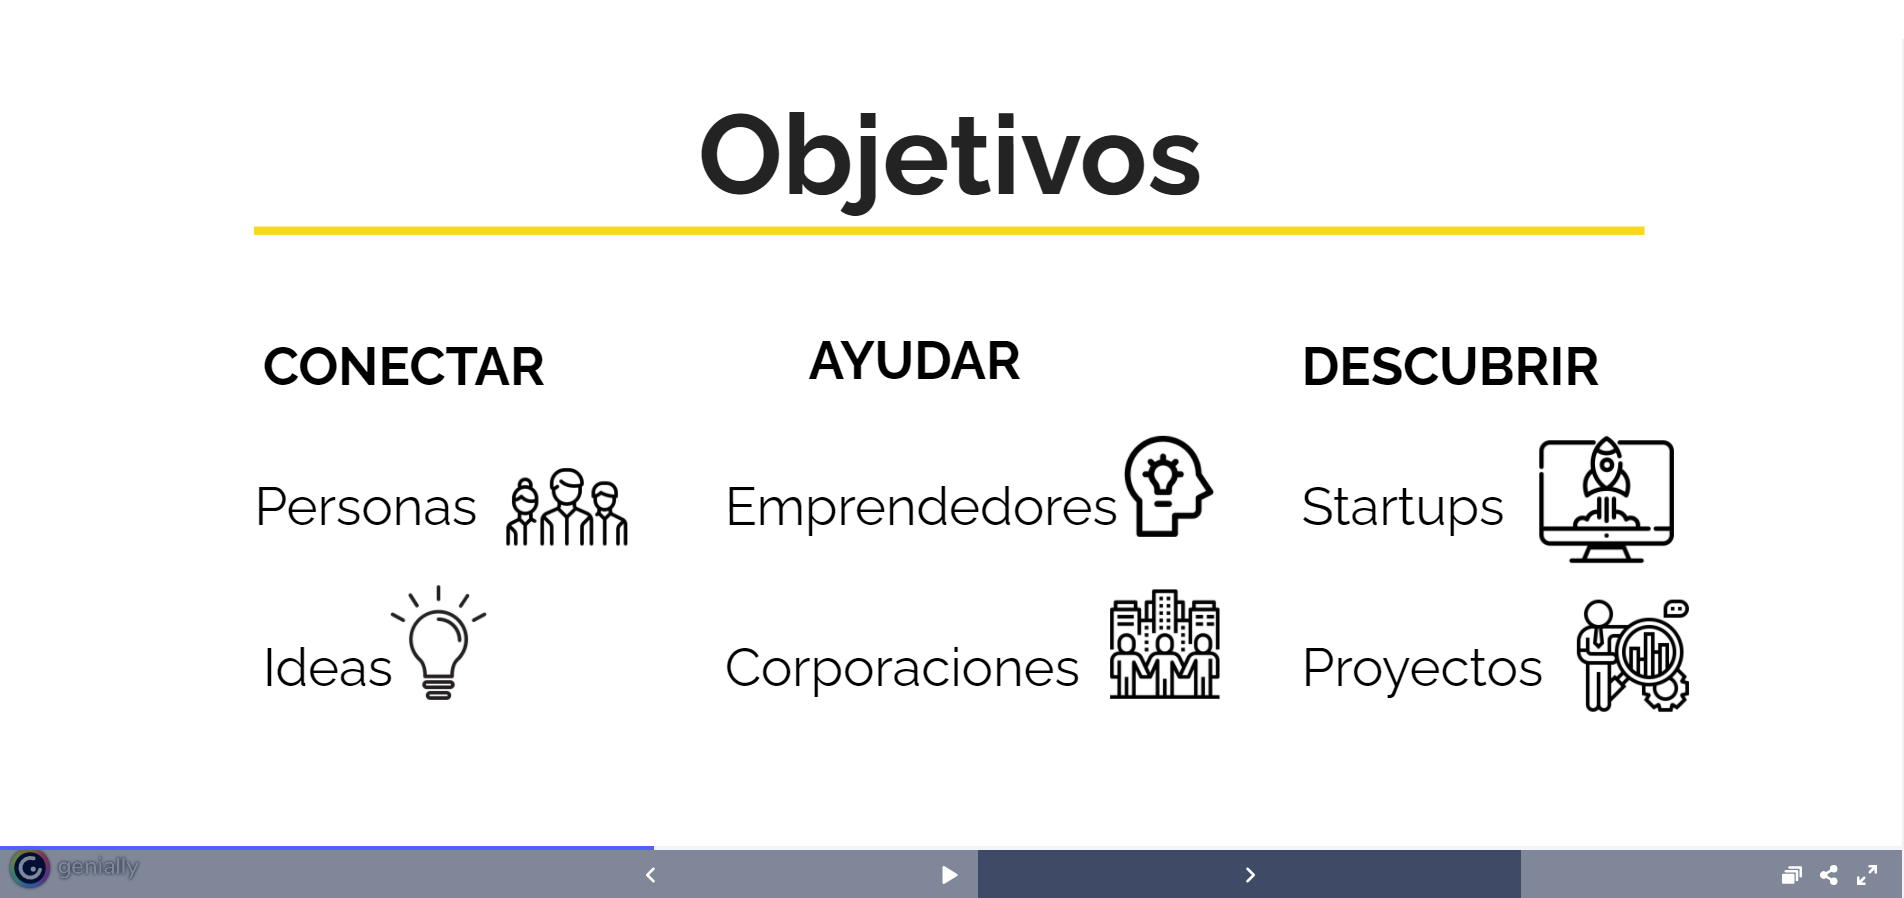 Objetivos
CONECTAR
Personas
Ideas
AYUDAR
Emprendedores
Corporaciones
DESCUBRIR
Startups
Proyectos
genially